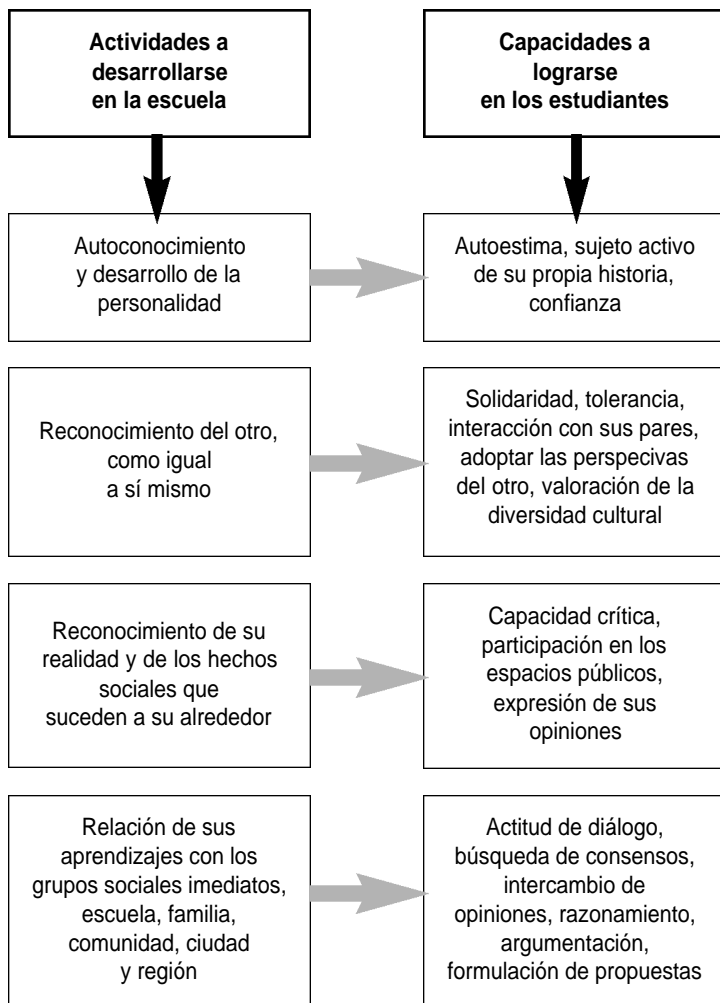 Actividades a
desarrollarse
en la escuela
Capacidades a
lograrse
en los estudiantes
Autoconocimiento
y desarrollo de la
personalidad
Autoestima, sujeto activo
de su propia historia,
confianza
Reconocimiento del otro,
como igual
a sí mismo
Solidaridad, tolerancia,
interacción con sus pares,
adoptar las perspecivas
del otro, valoración de la
diversidad cultural
Reconocimiento de su
realidad y de los hechos
sociales que
suceden a su alrededor
Capacidad crítica,
participación en los
espacios públicos,
expresión de sus
opiniones
Relación de sus
aprendizajes con los
grupos sociales imediatos,
escuela, familia,
comunidad, ciudad
y región
Actitud de diálogo,
búsqueda de consensos,
intercambio de
opiniones, razonamiento,
argumentación,
formulación de propuestas